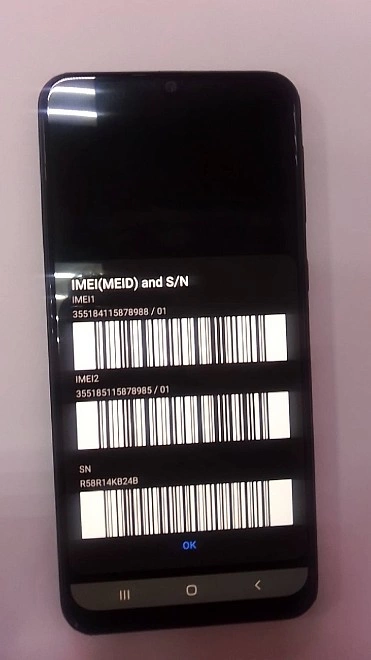 IMEI(MEID) and S/N
IMEI1
355184115878988 / 01
IMEI2
355185115878985 / 01
SN
R58R14KB24B
OK